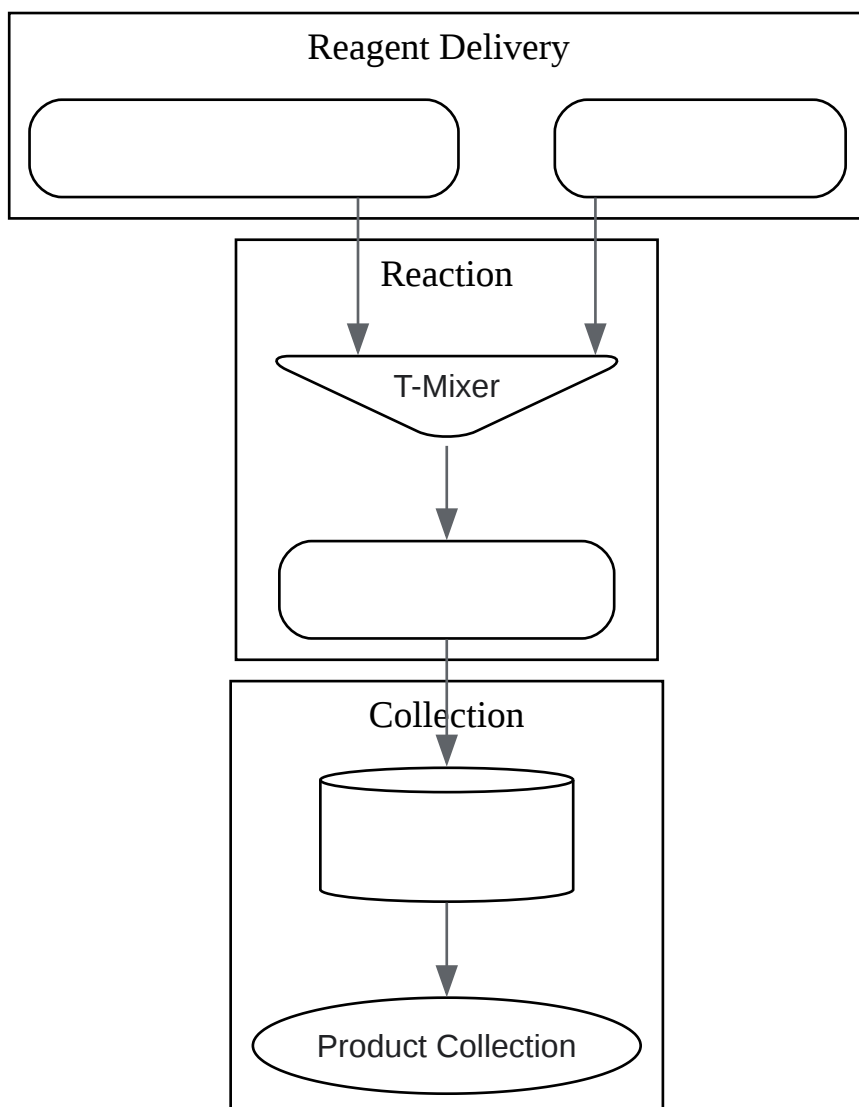 Reagent Delivery
Reaction
T-Mixer
Collection
Product Collection